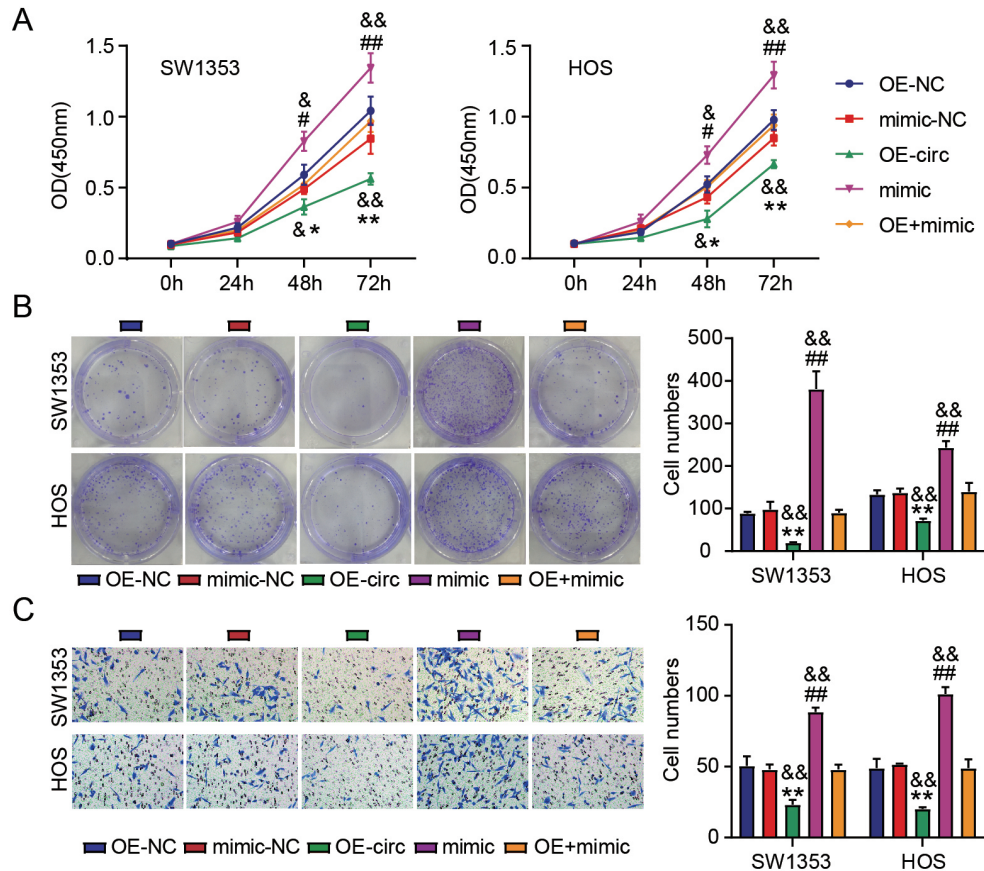 A
SW1353
OD(450nm)
1.5
1.0
0.5
0.0
0h 24h 48h 72h
&
#
&&
##
& *
&&
**
HOS
OD(450nm)
1.5
1.0
0.5
0.0
0h 24h 48h 72h
&
#
&&
##
& *
&&
**
OE-NC
mimic-NC
OE-circ
mimic
OE+mimic
B
SW1353
HOS
OE-NC mimic-NC OE-circ mimic OE+mimic
Cell numbers
500
400
300
200
100
0
&&
**
&&
##
&&
**
&&
##
SW1353 HOS
C
SW1353
HOS
OE-NC mimic-NC OE-circ mimic OE+mimic
Cell numbers
150
100
50
0
&&
**
&&
##
&&
**
&&
##
SW1353 HOS